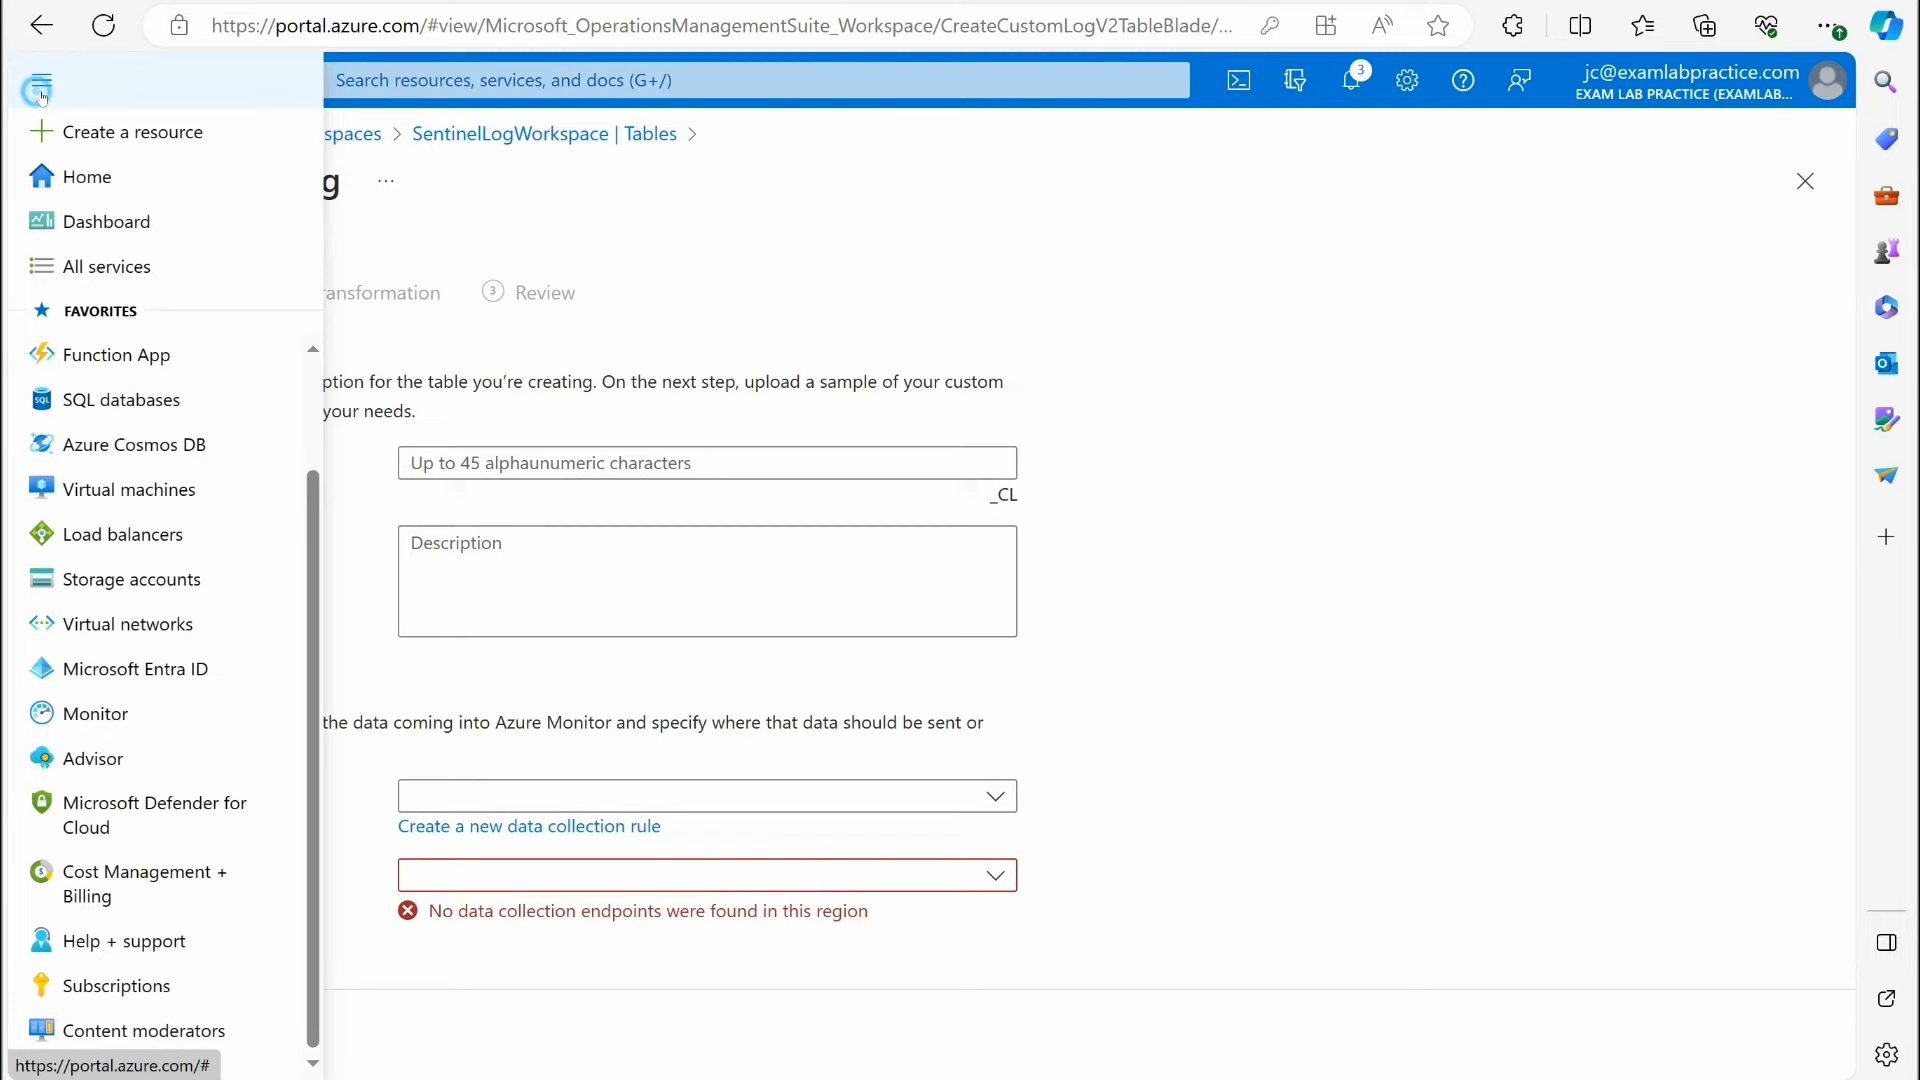 https://portal.azure.com/#view/Microsoft_OperationsManagementSuite_Workspace/CreateCustomLogV2TableBlade/...
Search resources, services, and docs (G+/)
3
jc@examlabpractice.com
EXAM LAB PRACTICE (EXAMLAB...
Create a resource
Home
Dashboard
All services
FAVORITES
Function App
SQL databases
Azure Cosmos DB
Virtual machines
Load balancers
Storage accounts
Virtual networks
Microsoft Entra ID
Monitor
Advisor
Microsoft Defender for
Cloud
Cost Management +
Billing
Help + support
Subscriptions
Content moderators
https://portal.azure.com/#
spaces > SentinelLogWorkspace | Tables >
g ...
ransformation
3 Review
ption for the table you're creating. On the next step, upload a sample of your custom
your needs.
Up to 45 alphaunumeric characters
_CL
Description
the data coming into Azure Monitor and specify where that data should be sent or
Create a new data collection rule
No data collection endpoints were found in this region